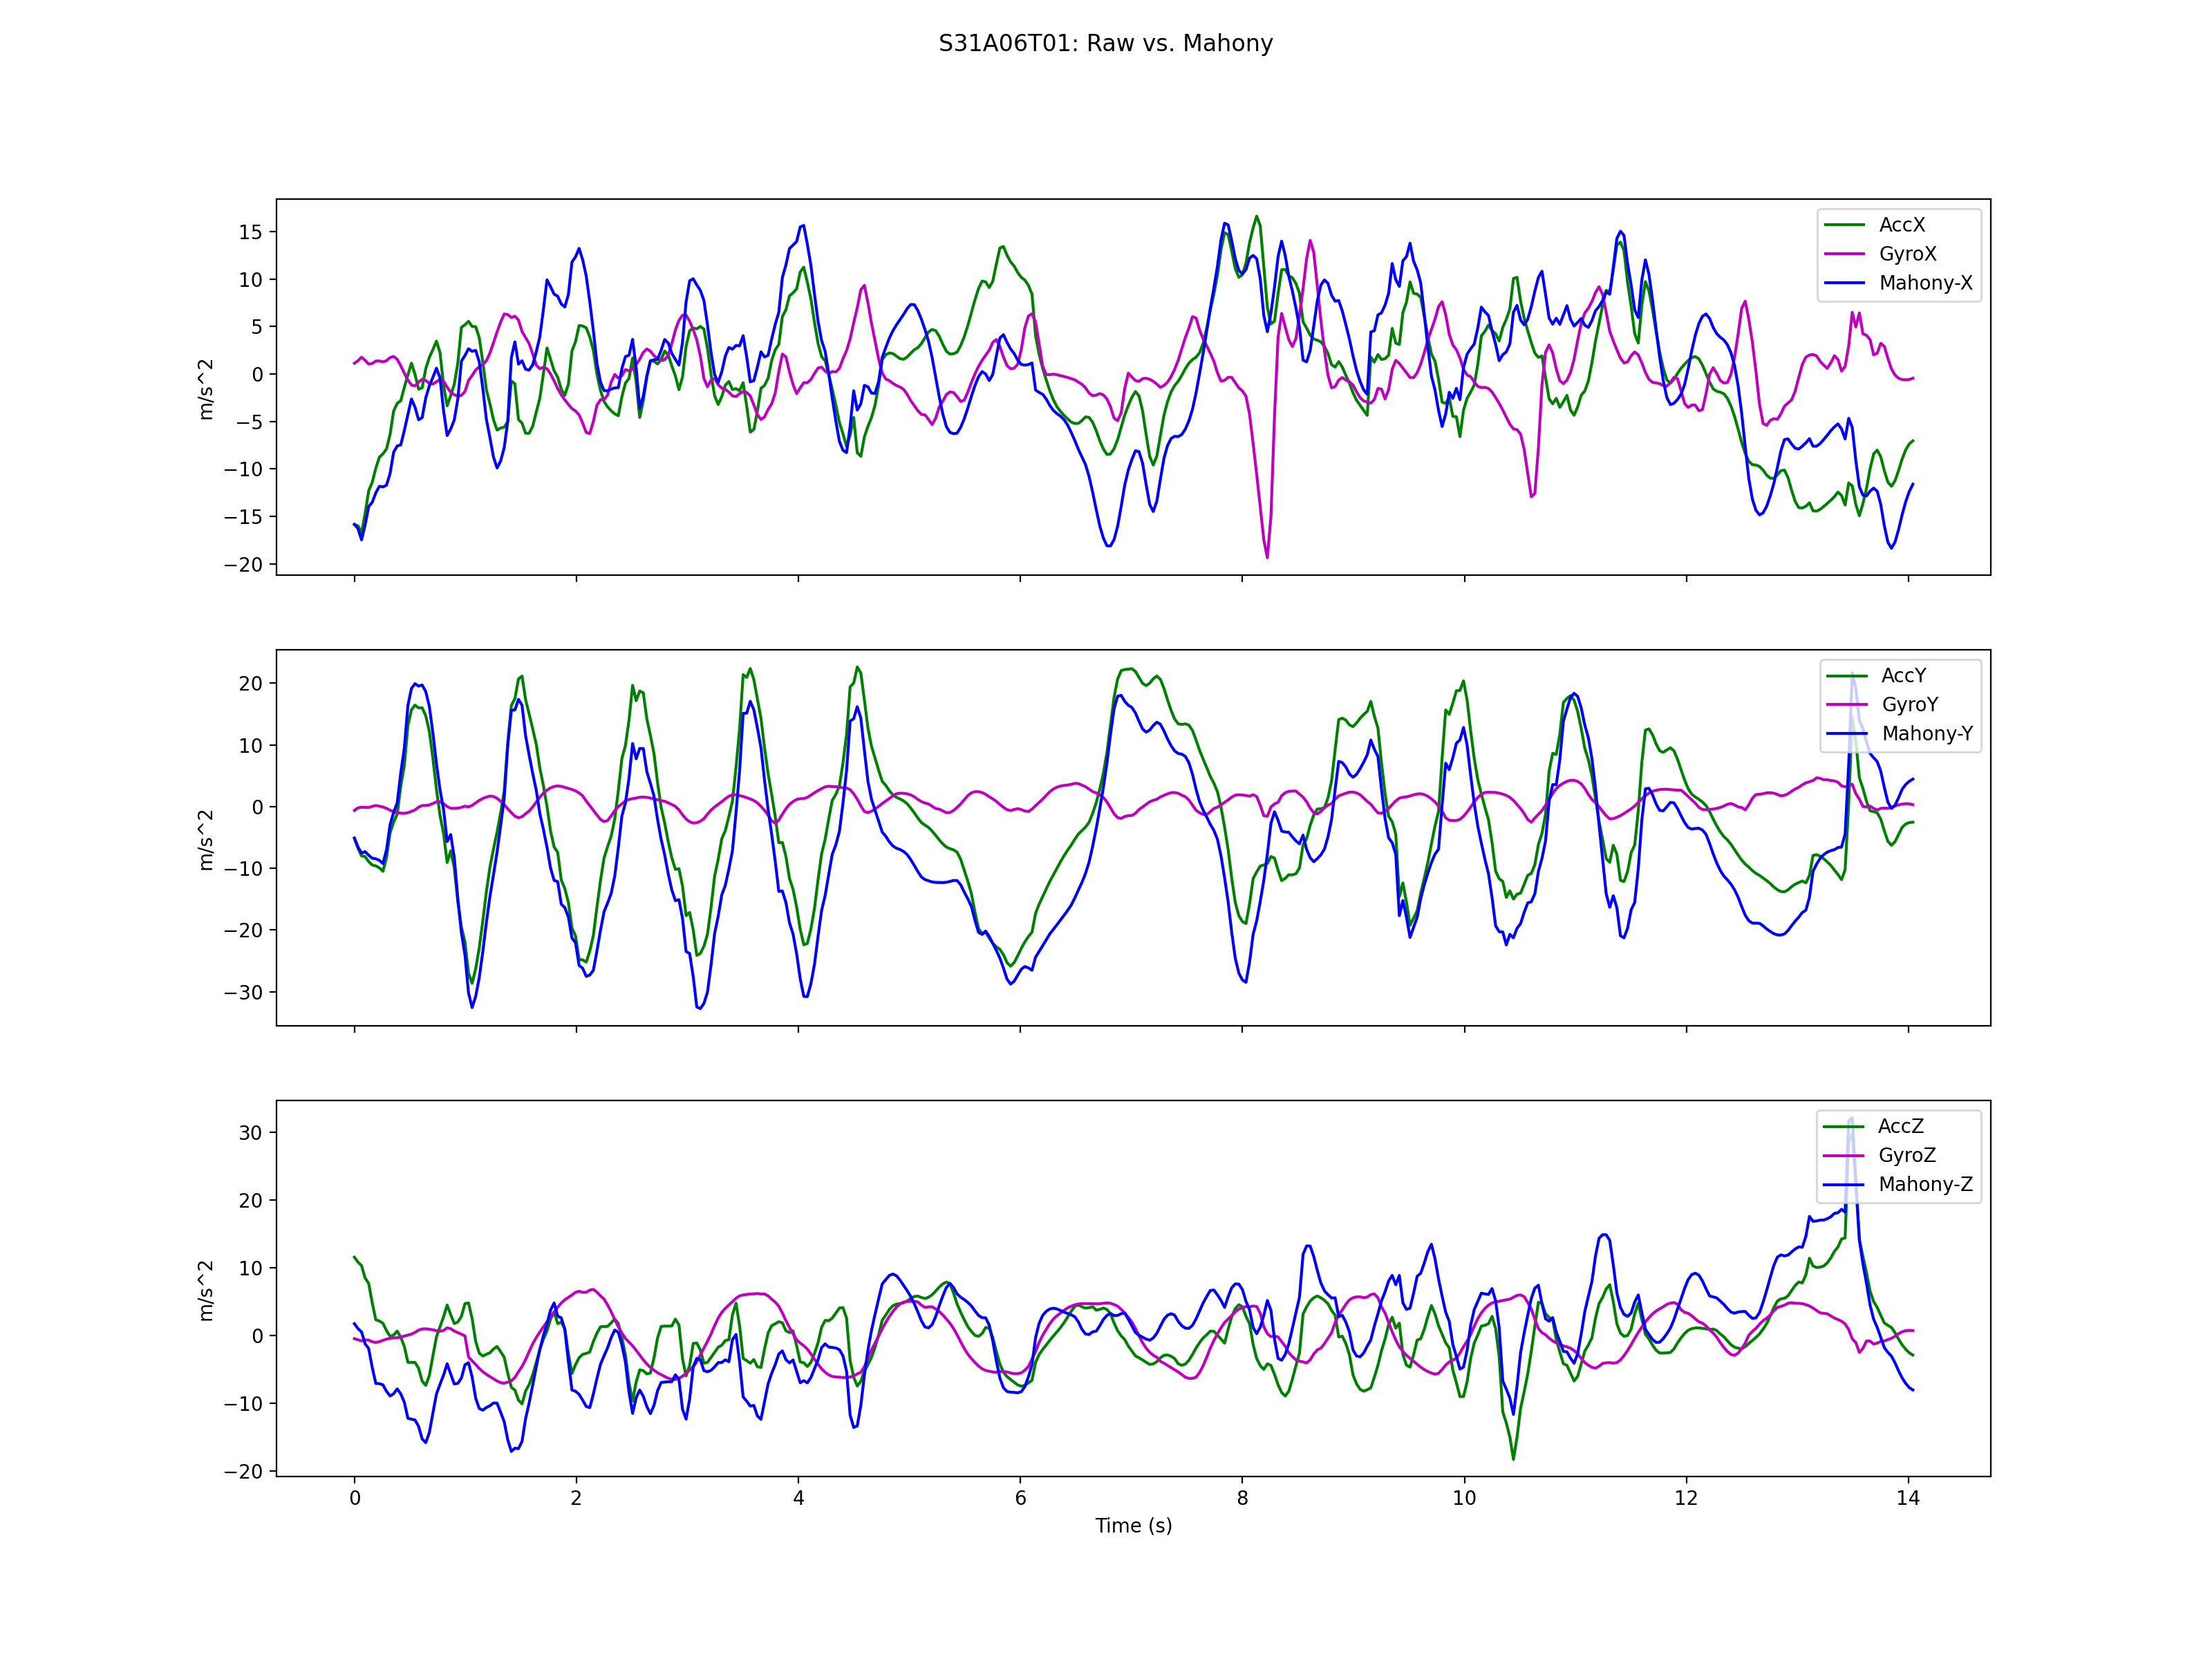 S31A06T01: Raw vs. Mahony
15
10
5
0
−5
−10
−15
−20
m/s^2
AccX
GyroX
Mahony-X
20
10
0
−10
−20
−30
m/s^2
AccY
GyroY
Mahony-Y
30
20
10
0
−10
−20
m/s^2
AccZ
GyroZ
Mahony-Z
0 2 4 6 8 10 12 14
Time (s)